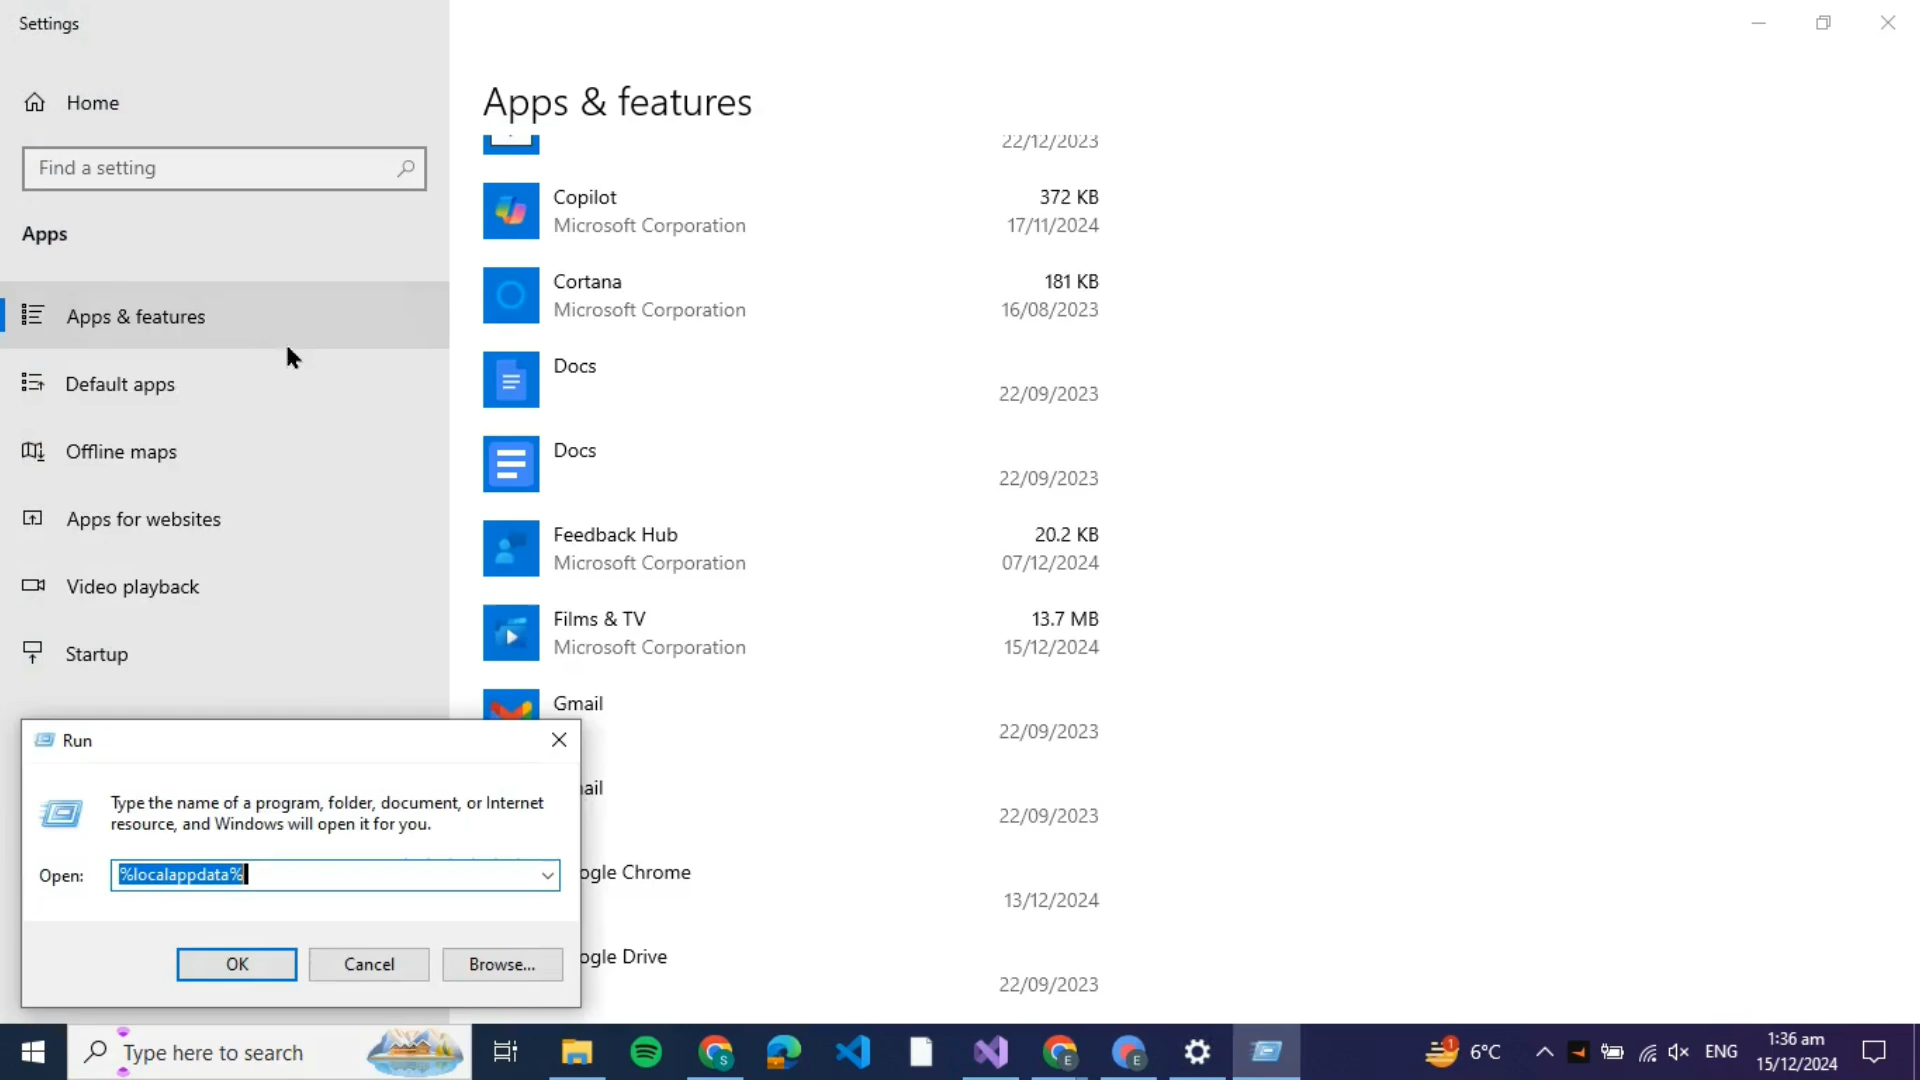 Settings
Home
Find a setting
Apps
Apps & features
Default apps
Offline maps
Apps for websites
Video playback
Startup
Apps & features
22/12/2023
Copilot 372 KB
Microsoft Corporation 17/11/2024
Cortana 181 KB
Microsoft Corporation 16/08/2023
Docs
22/09/2023
Docs
22/09/2023
Feedback Hub 20.2 KB
Microsoft Corporation 07/12/2024
Films & TV 13.7 MB
Microsoft Corporation 15/12/2024
Gmail
22/09/2023
ail
22/09/2023
ogle Chrome
13/12/2024
ogle Drive
22/09/2023
Run
Type the name of a program, folder, document, or Internet
resource, and Windows will open it for you.
Open: %localappdata%
OK Cancel Browse...
Type here to search
S
E
E
1
6°C
ENG
1:36 am
15/12/2024